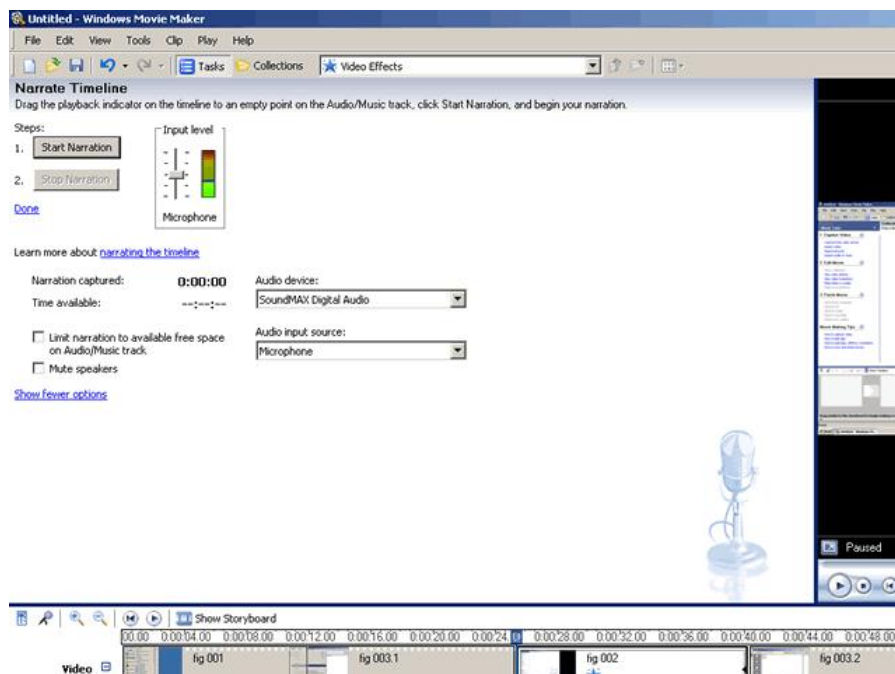 Untitled - Windows Movie Maker
File Edit View Tools Clip Play Help
Tasks Collections Video Effects
Narrate Timeline
Drag the playback indicator on the timeline to an empty point on the Audio/Music track, click Start Narration, and begin your narration.
Steps:
Input level
1. Start Narration
2. Stop Narration
Done
Microphone
Learn more about narrating the timeline
Narration captured: 0:00:00
Audio device:
Time available: --:--:--
SoundMAX Digital Audio
Limit narration to available free space
on Audio/Music track
Audio input source:
Microphone
Mute speakers
Show fewer options
Paused
Show Storyboard
00.00 0:00:04.00 0:00:08.00 0:00:12.00 0:00:16.00 0:00:20.00 0:00:24. 0:00:28.00 0:00:32.00 0:00:36.00 0:00:40.00 0:00:44.00 0:00:48.00
Video fig 001 fig 003.1 fig 002 fig 003.2